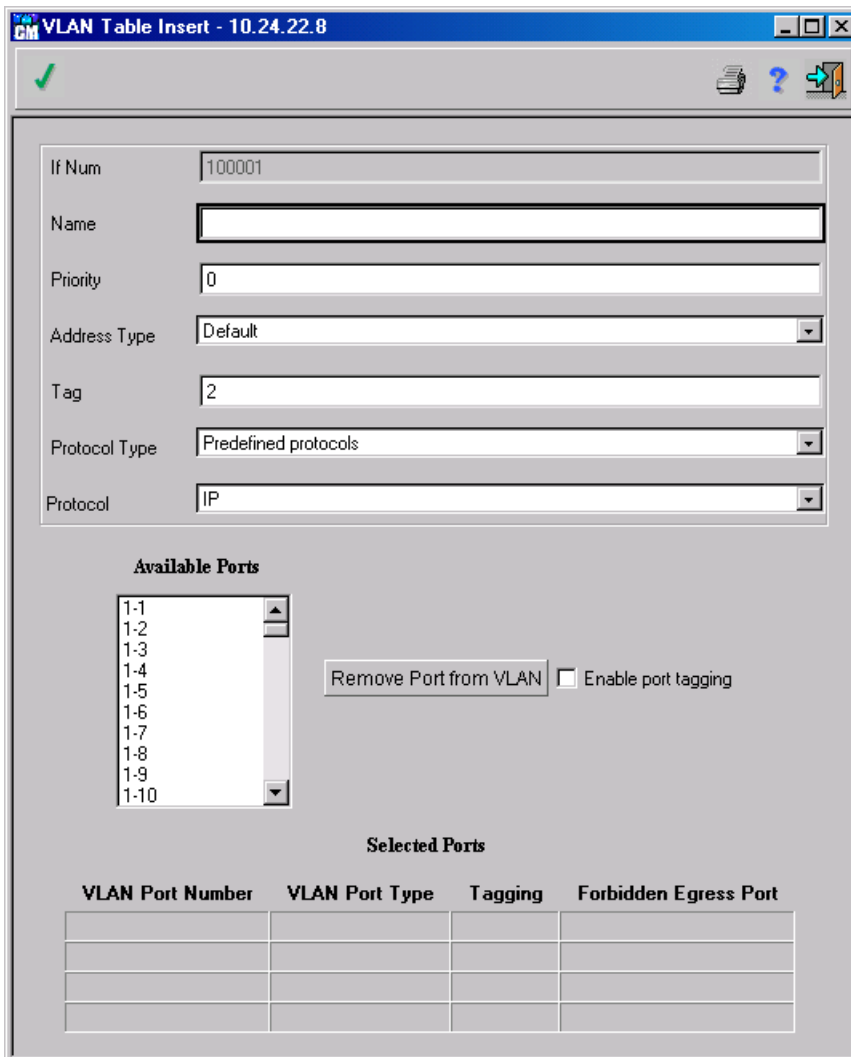 GM VLAN Table Insert - 10.24.22.8
?
If Num 100001
Name
Priority 0
Address Type Default
Tag 2
Protocol Type Predefined protocols
Protocol IP
Available Ports
1-1
1-2
1-3
1-4
1-5
1-6
1-7
1-8
1-9
1-10
Remove Port from VLAN Enable port tagging
Selected Ports
VLAN Port Number VLAN Port Type Tagging Forbidden Egress Port